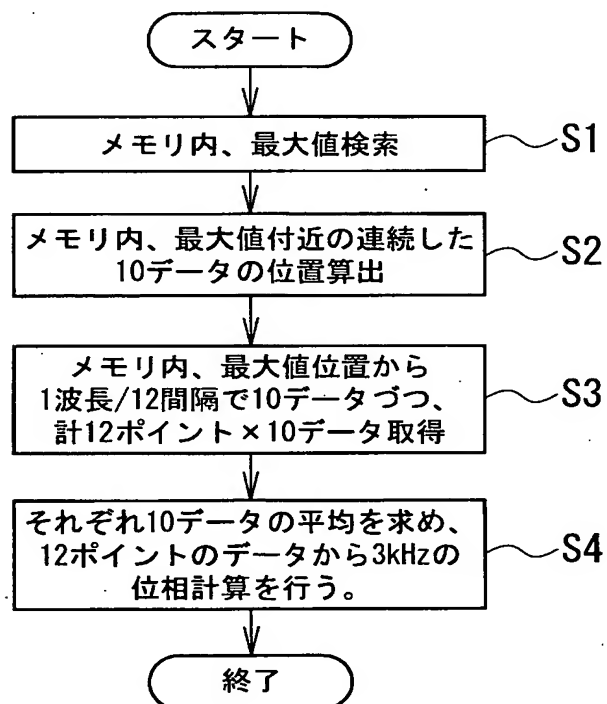 スタート
メモリ内、最大値検索
S1
メモリ内、最大値付近の連続した
10データの位置算出
S2
メモリ内、最大値位置から
1波長/12間隔で10データづつ、
計12ポイント×10データ取得
S3
それぞれ10データの平均を求め、
12ポイントのデータから3kHzの
位相計算を行う。
S4
終了